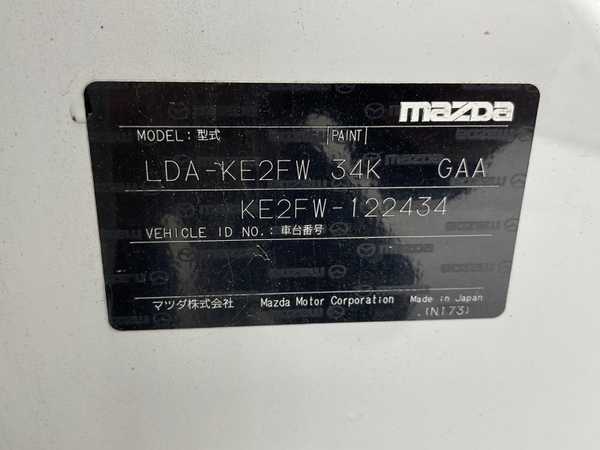 mazda
MODEL: 型式 |PAINT|
LDA-KE2FW 34K GAA
KE2FW-122434
VEHICLE ID NO.: 車台番号
マツダ株式会社 Mazda Motor Corporation Made in Japan
(N173)